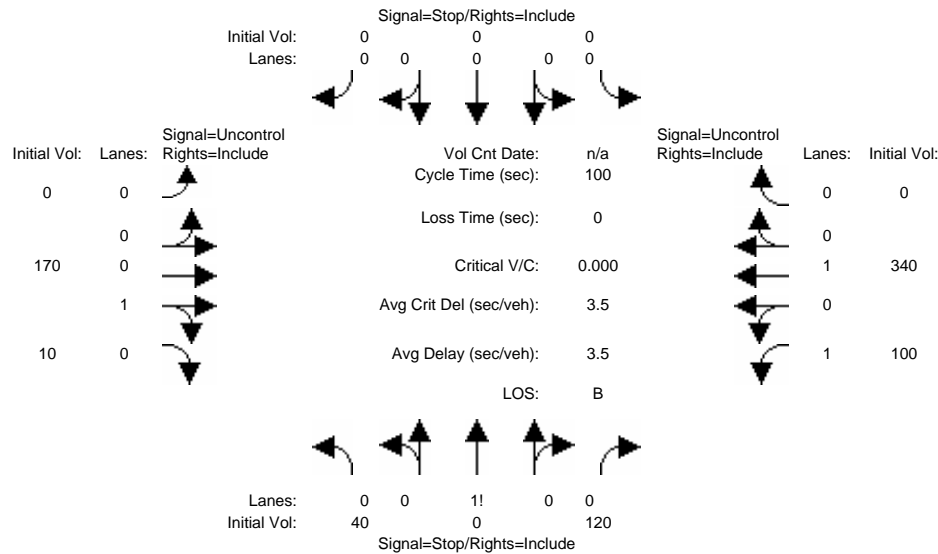 Signal=Stop/Rights=Include
Initial Vol: 0 0 0
Lanes: 0 0 0 0 0
Signal=Uncontrol Signal=Uncontrol
Initial Vol: Lanes: Rights=Include Vol Cnt Date: n/a Rights=Include Lanes: Initial Vol:
Cycle Time (sec): 100
0 0 0 0
Loss Time (sec): 0
0 0
170 0 Critical V/C: 0.000 1 340
1 Avg Crit Del (sec/veh): 3.5 0
10 0 Avg Delay (sec/veh): 3.5 1 100
LOS: B
Lanes: 0 0 1! 0 0
Initial Vol: 40 0 120
Signal=Stop/Rights=Include